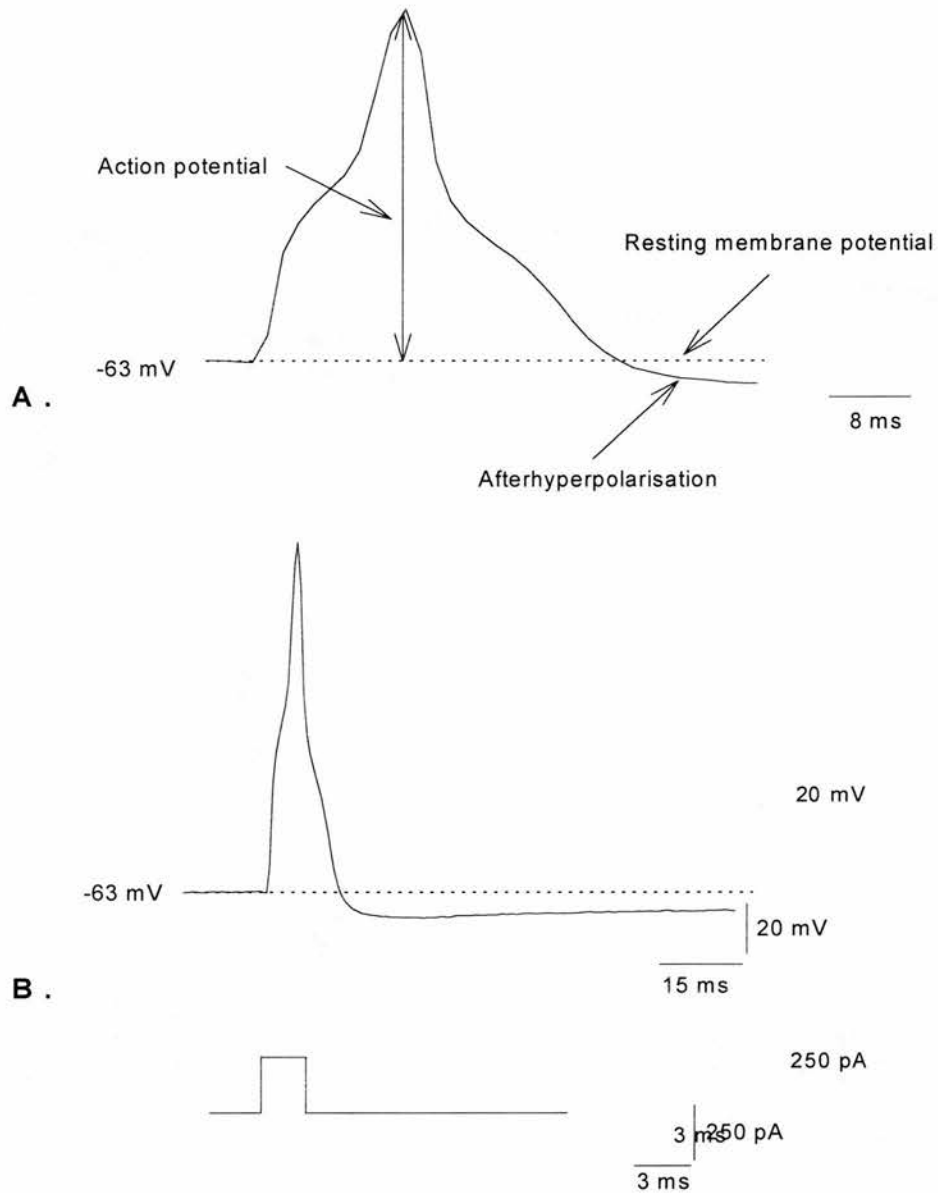 Action potential
Resting membrane potential
-63 mV
A .
8 ms
Afterhyperpolarisation
20 mV
-63 mV
20 mV
15 ms
B .
250 pA
3 ms
250 pA
3 ms